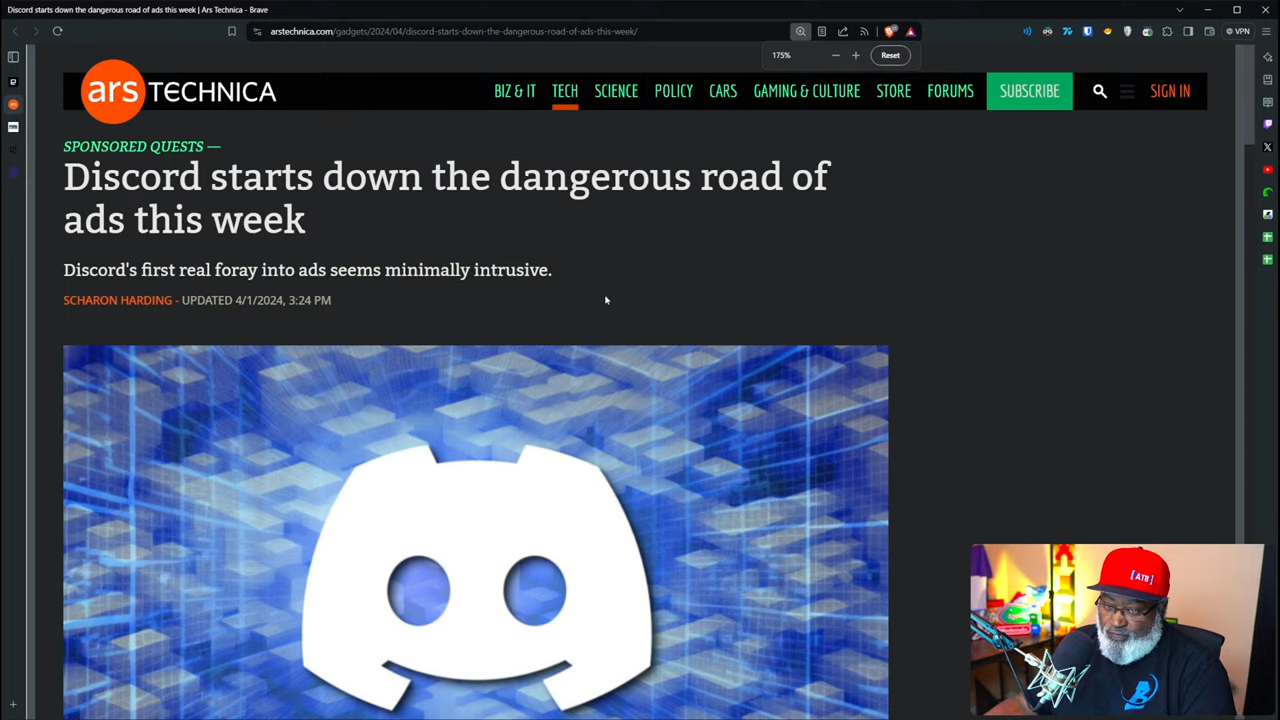 Discord starts down the dangerous road of ads this week | Ars Technica - Brave
arstechnica.com/gadgets/2024/04/discord-starts-down-the-dangerous-road-of-ads-this-week/
VPN
175%
Reset
ars TECHNICA
BIZ & IT TECH SCIENCE POLICY CARS GAMING & CULTURE STORE FORUMS SUBSCRIBE SIGN IN
SPONSORED QUESTS —
Discord starts down the dangerous road of
ads this week
Discord's first real foray into ads seems minimally intrusive.
SCHARON HARDING - UPDATED 4/1/2024, 3:24 PM
[ATB]